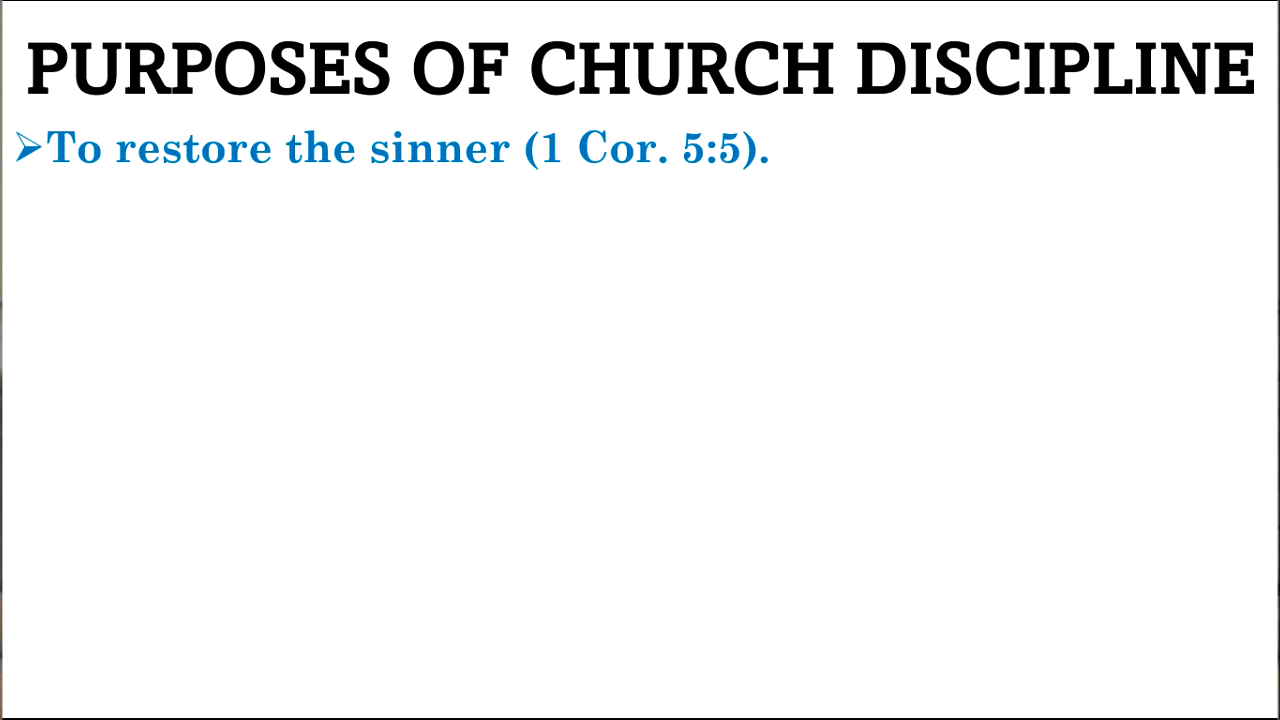 PURPOSES OF CHURCH DISCIPLINE
➢To restore the sinner (1 Cor. 5:5).